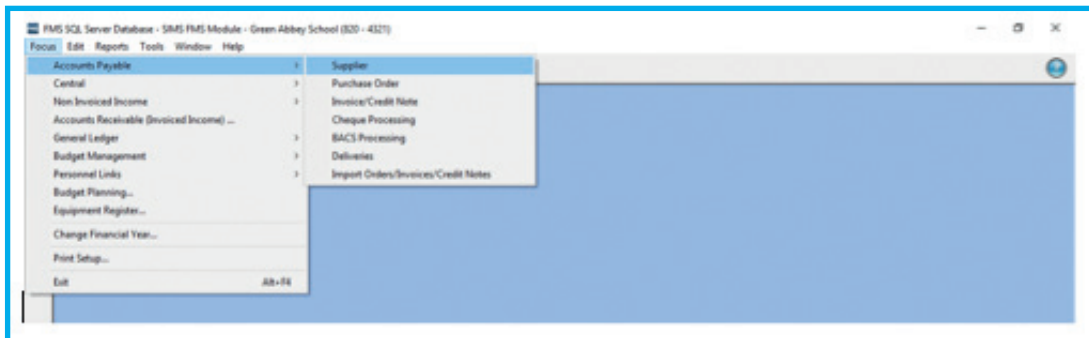 FMS SQL Server Database - SIMS FMS Module - Green Abbey School (820 - 4321)
Focus Edit Reports Tools Window Help
Accounts Payable
Central
Non Invoiced Income
Accounts Receivable (Invoiced Income) ...
General Ledger
Budget Management
Personnel Links
Budget Planning...
Equipment Register...
Change Financial Year...
Print Setup...
Exit Alt+F4
Supplier
Purchase Order
Invoice/Credit Note
Cheque Processing
BACS Processing
Deliveries
Import Orders/Invoices/Credit Notes